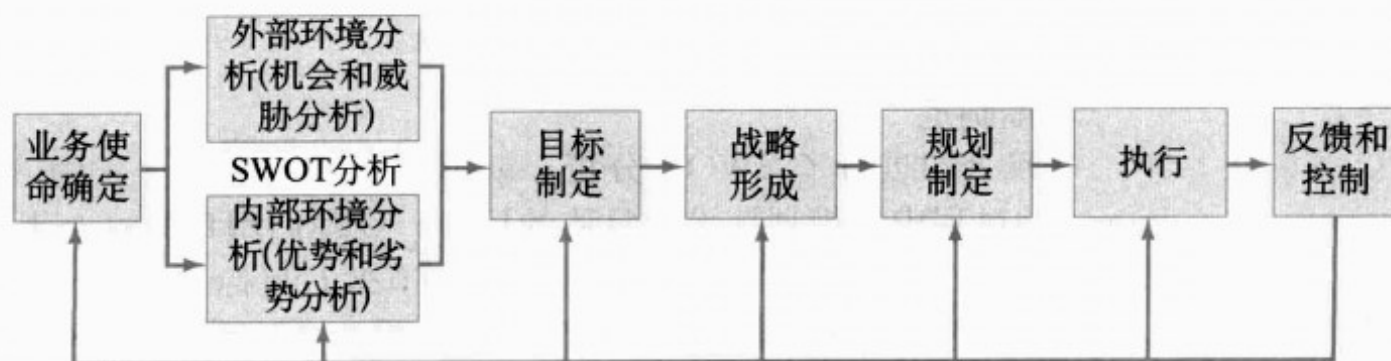 业务使
命确定
外部环境分
析(机会和威
胁分析)
SWOT分析
内部环境分
析(优势和劣
势分析)
目标
制定
战略
形成
规划
制定
执行
反馈和
控制